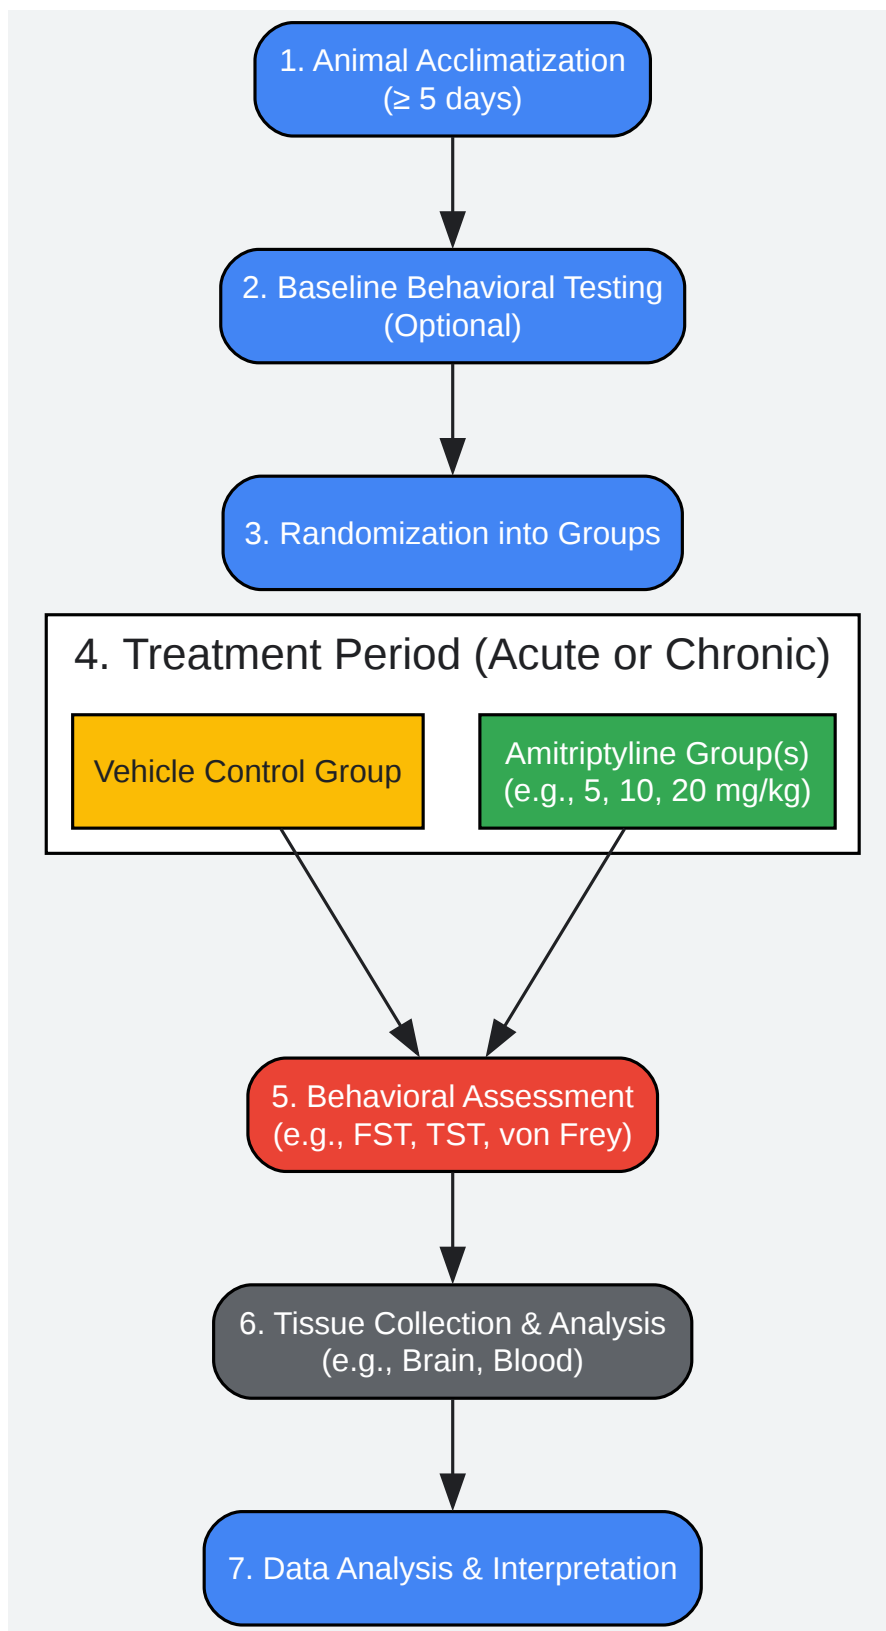 1. Animal Acclimatization
(≥ 5 days)
2. Baseline Behavioral Testing
(Optional)
3. Randomization into Groups
4. Treatment Period (Acute or Chronic)
Vehicle Control Group
Amitriptyline Group(s)
(e.g., 5, 10, 20 mg/kg)
5. Behavioral Assessment
(e.g., FST, TST, von Frey)
6. Tissue Collection & Analysis
(e.g., Brain, Blood)
7. Data Analysis & Interpretation